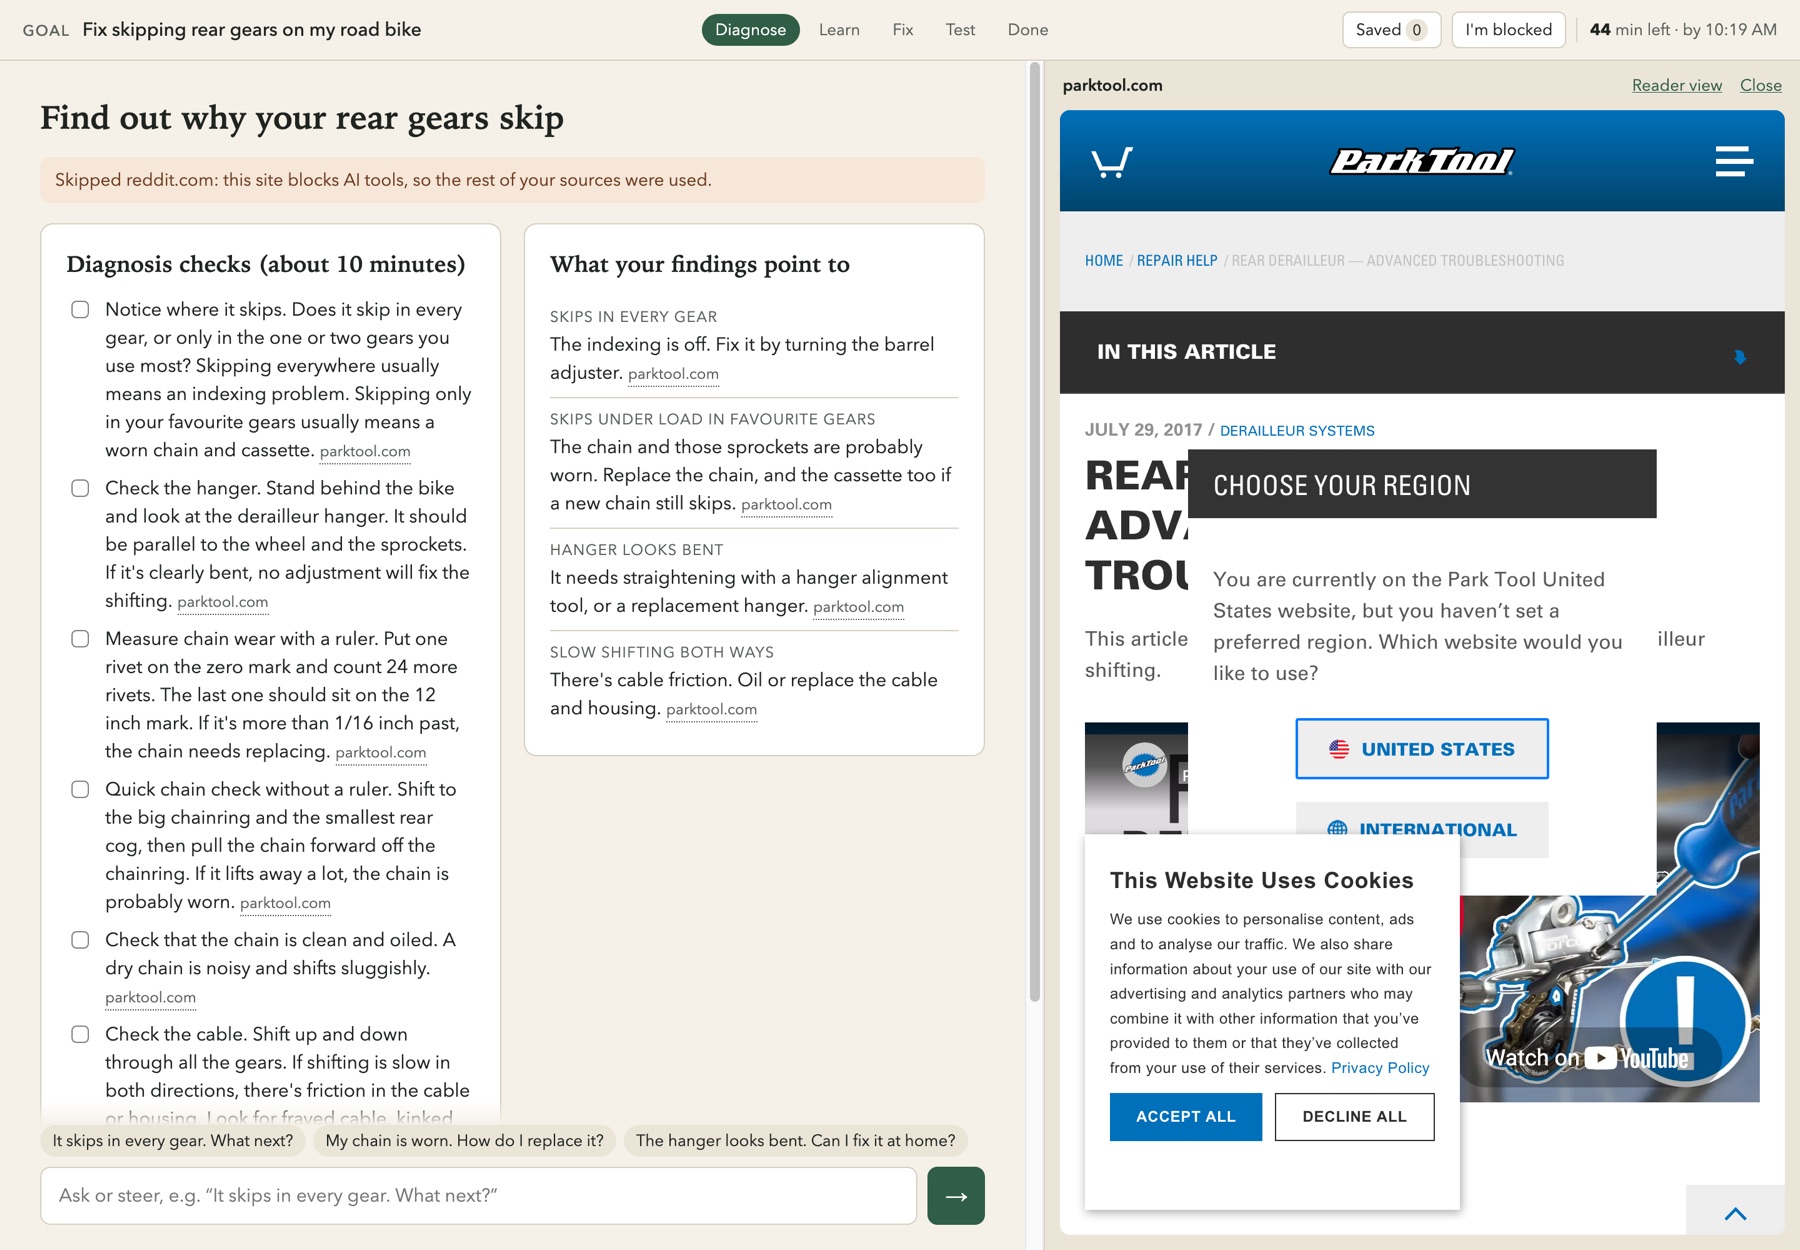 GOAL Fix skipping rear gears on my road bike
Diagnose Learn Fix Test Done
Saved 0 I'm blocked 44 min left · by 10:19 AM
Find out why your rear gears skip
Skipped reddit.com: this site blocks AI tools, so the rest of your sources were used.
Diagnosis checks (about 10 minutes)
Notice where it skips. Does it skip in every
gear, or only in the one or two gears you
use most? Skipping everywhere usually
means an indexing problem. Skipping only
in your favourite gears usually means a
worn chain and cassette. parktool.com
Check the hanger. Stand behind the bike
and look at the derailleur hanger. It should
be parallel to the wheel and the sprockets.
If it's clearly bent, no adjustment will fix the
shifting. parktool.com
Measure chain wear with a ruler. Put one
rivet on the zero mark and count 24 more
rivets. The last one should sit on the 12
inch mark. If it's more than 1/16 inch past,
the chain needs replacing. parktool.com
Quick chain check without a ruler. Shift to
the big chainring and the smallest rear
cog, then pull the chain forward off the
chainring. If it lifts away a lot, the chain is
probably worn. parktool.com
Check that the chain is clean and oiled. A
dry chain is noisy and shifts sluggishly.
parktool.com
Check the cable. Shift up and down
through all the gears. If shifting is slow in
both directions, there's friction in the cable
or housing. Look for frayed cable, kinked
What your findings point to
SKIPS IN EVERY GEAR
The indexing is off. Fix it by turning the barrel
adjuster. parktool.com
SKIPS UNDER LOAD IN FAVOURITE GEARS
The chain and those sprockets are probably
worn. Replace the chain, and the cassette too if
a new chain still skips. parktool.com
HANGER LOOKS BENT
It needs straightening with a hanger alignment
tool, or a replacement hanger. parktool.com
SLOW SHIFTING BOTH WAYS
There's cable friction. Oil or replace the cable
and housing. parktool.com
It skips in every gear. What next? My chain is worn. How do I replace it? The hanger looks bent. Can I fix it at home?
Ask or steer, e.g. “It skips in every gear. What next?”
→
parktool.com Reader view Close
ParkTool
HOME / REPAIR HELP / REAR DERAILLEUR — ADVANCED TROUBLESHOOTING
IN THIS ARTICLE
JULY 29, 2017 / DERAILLEUR SYSTEMS
REAR
ADVA
TROU
This article
illeur
shifting.
CHOOSE YOUR REGION
You are currently on the Park Tool United
States website, but you haven’t set a
preferred region. Which website would you
like to use?
UNITED STATES
INTERNATIONAL
ParkTool
This Website Uses Cookies
We use cookies to personalise content, ads
and to analyse our traffic. We also share
information about your use of our site with our
advertising and analytics partners who may
combine it with other information that you’ve
provided to them or that they’ve collected
from your use of their services. Privacy Policy
ACCEPT ALL DECLINE ALL
Watch on YouTube